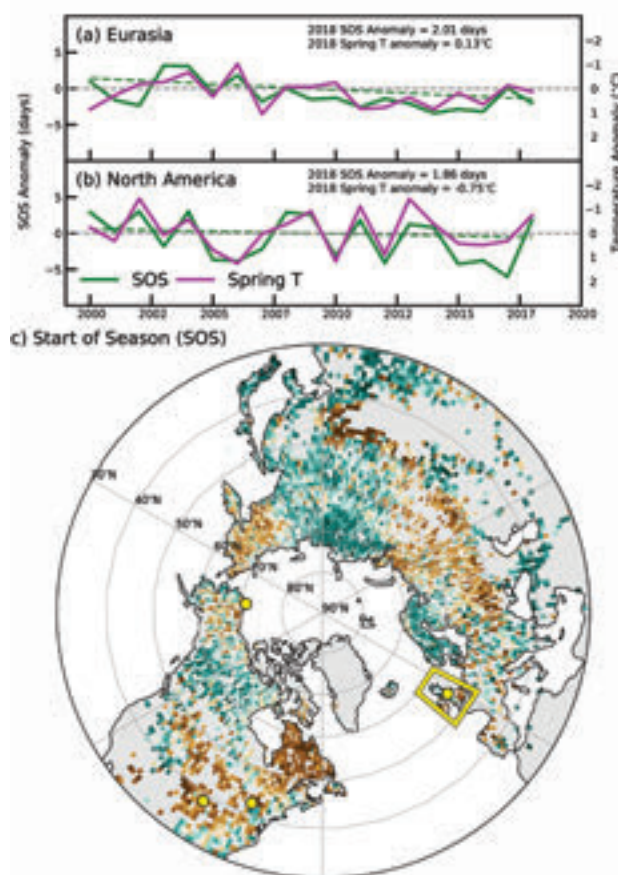 (a) Eurasia
2018 SOS Anomaly = 2.01 days
2018 Spring T anomaly = 0.13°C
5
0
−5
−2
−1
0
1
2
(b) North America
2018 SOS Anomaly = 1.86 days
2018 Spring T anomaly = -0.75°C
5
0
−5
−2
−1
0
1
2
SOS Anomaly (days)
Temperature Anomaly (°C)
SOS Spring T
2000 2002 2005 2007 2010 2012 2015 2017 2020
c) Start of Season (SOS)
30°N
40°N
50°N
60°N
70°N
80°N
90°N